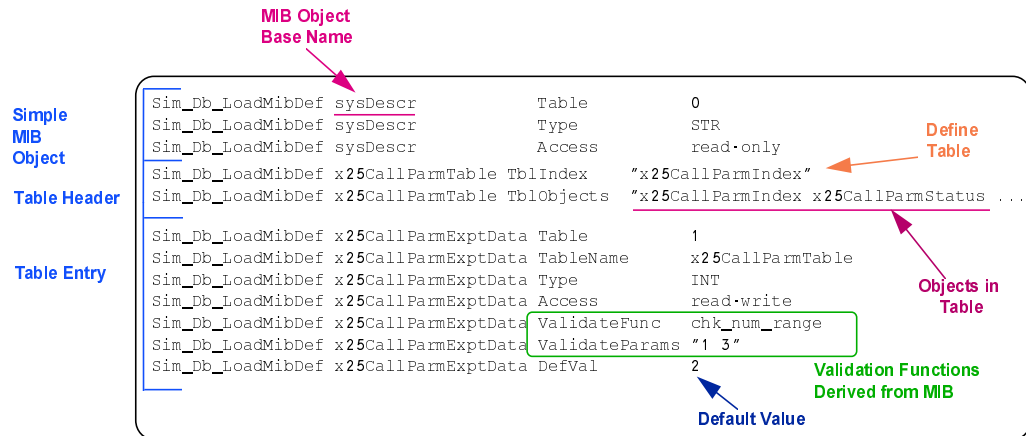 MIB Object
Base Name
Simple
MIB
Object
Sim_Db_LoadMibDef sysDescr Table 0
Sim_Db_LoadMibDef sysDescr Type STR
Sim_Db_LoadMibDef sysDescr Access read-only
Define
Table
Table Header
Sim_Db_LoadMibDef x25CallParmTable TblIndex "x25CallParmIndex"
Sim_Db_LoadMibDef x25CallParmTable TblObjects "x25CallParmIndex x25CallParmStatus ...
Table Entry
Sim_Db_LoadMibDef x25CallParmExptData Table 1
Sim_Db_LoadMibDef x25CallParmExptData TableName x25CallParmTable
Sim_Db_LoadMibDef x25CallParmExptData Type INT
Sim_Db_LoadMibDef x25CallParmExptData Access read-write
Sim_Db_LoadMibDef x25CallParmExptData ValidateFunc chk_num_range
Sim_Db_LoadMibDef x25CallParmExptData ValidateParams "1 3"
Sim_Db_LoadMibDef x25CallParmExptData DefVal 2
Objects in
Table
Validation Functions
Derived from MIB
Default Value